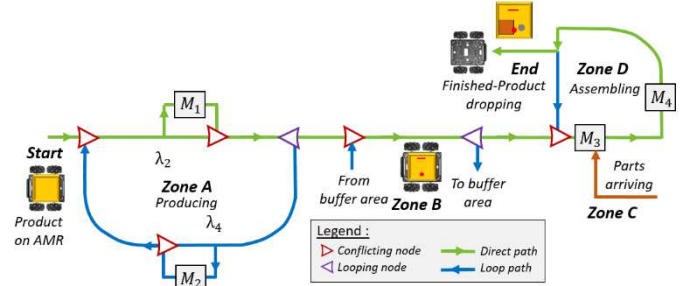 End
Finished-Product
dropping
Zone D
Assembling
M4
M1
Start
Product
on AMR
λ2
Zone A
Producing
λ4
M2
From
buffer area
Zone B
To buffer
area
M3
Parts
arriving
Zone C
Legend :
Conflicting node
Direct path
Looping node
Loop path